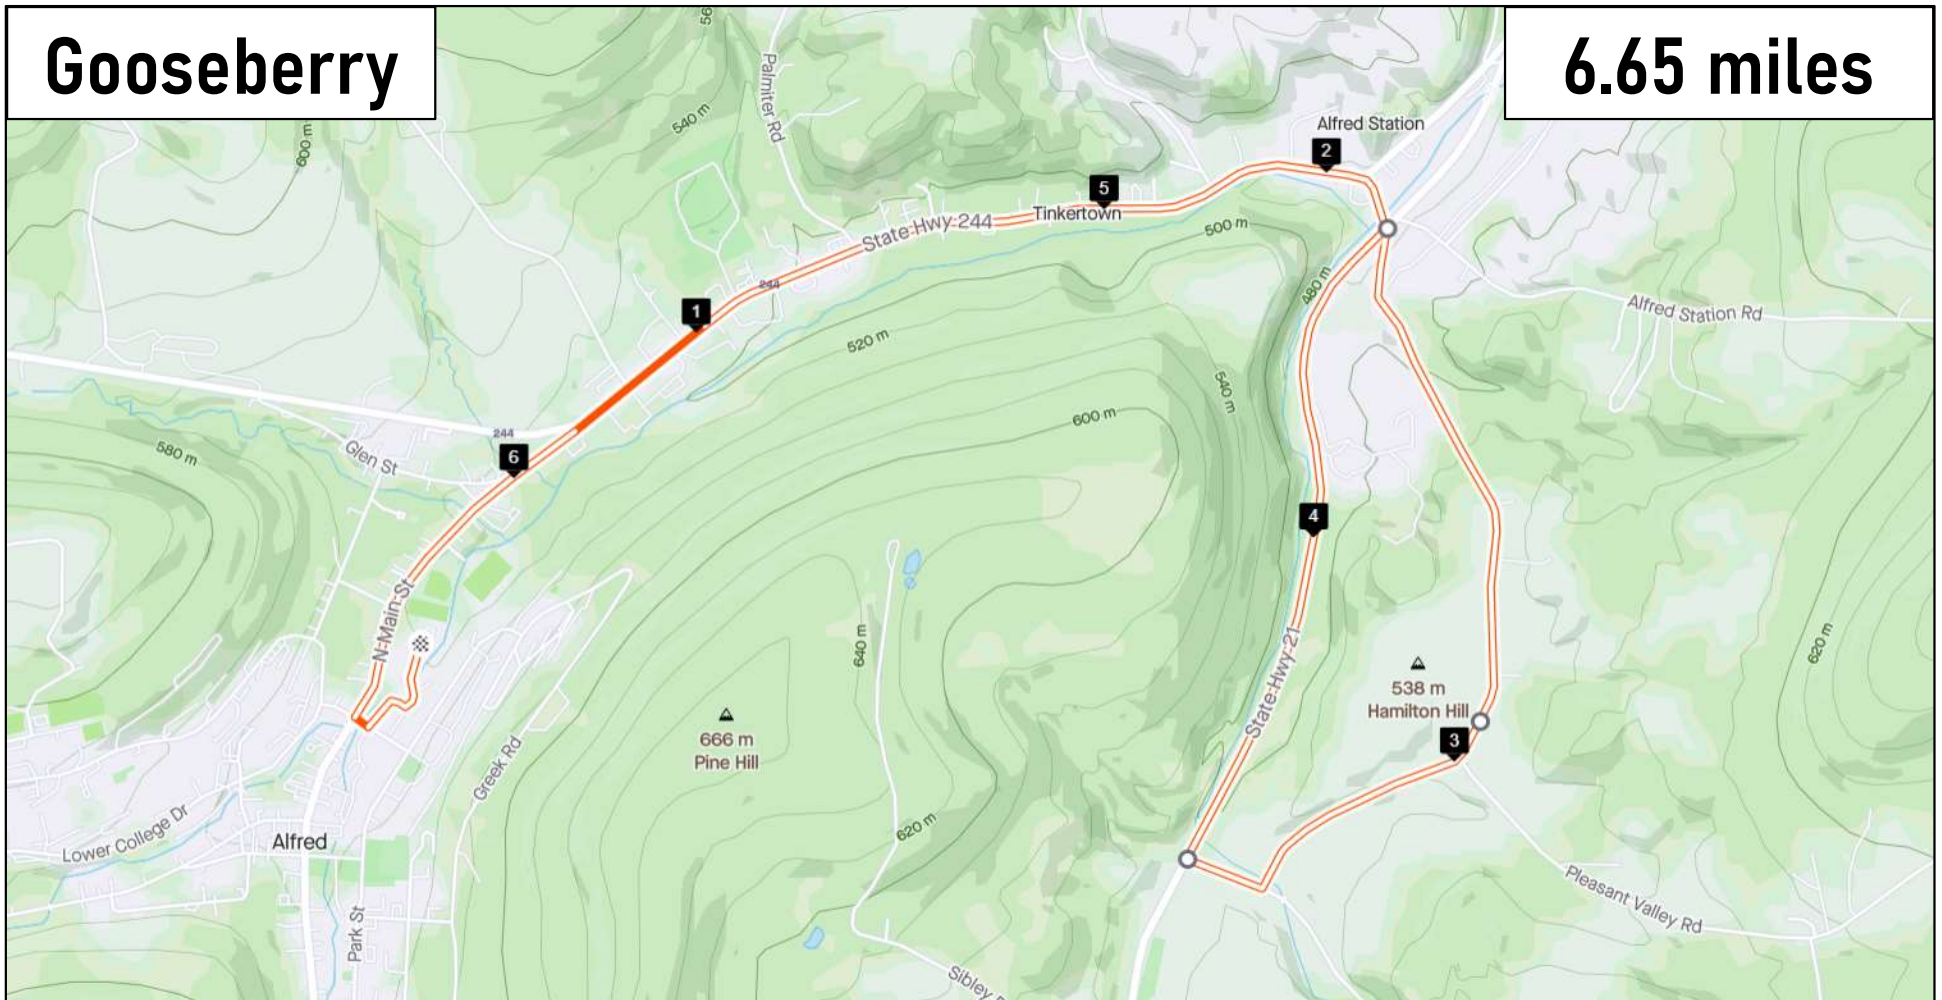 Gooseberry
6.65 miles
56
Palmiter Rd
540 m
600 m
Alfred Station
2
5
Tinkertown
State Hwy 244
500 m
480 m
244
1
Alfred Station Rd
520 m
540 m
600 m
244
6
Glen St
580 m
4
N Main St
640 m
620 m
State Hwy 21
538 m
Hamilton Hill
3
666 m
Pine Hill
Greek Rd
620 m
Lower College Dr
Alfred
Pleasant Valley Rd
Park St
Sibley